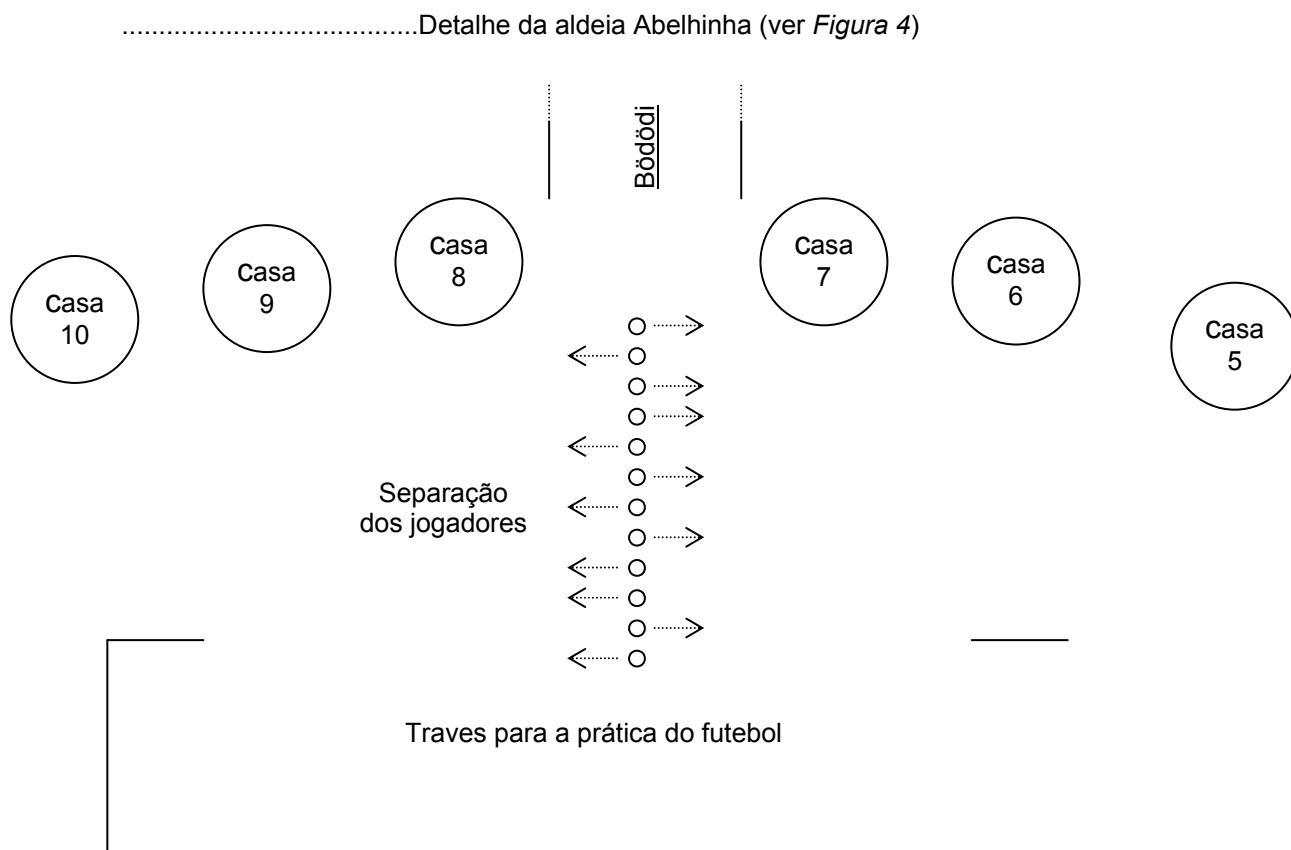 ........................................Detalhe da aldeia Abelhinha (ver Figura 4)
Bödödi
Casa
8
Casa
7
Casa
9
Casa
6
Casa
10
Casa
5
Separação
dos jogadores
Traves para a prática do futebol